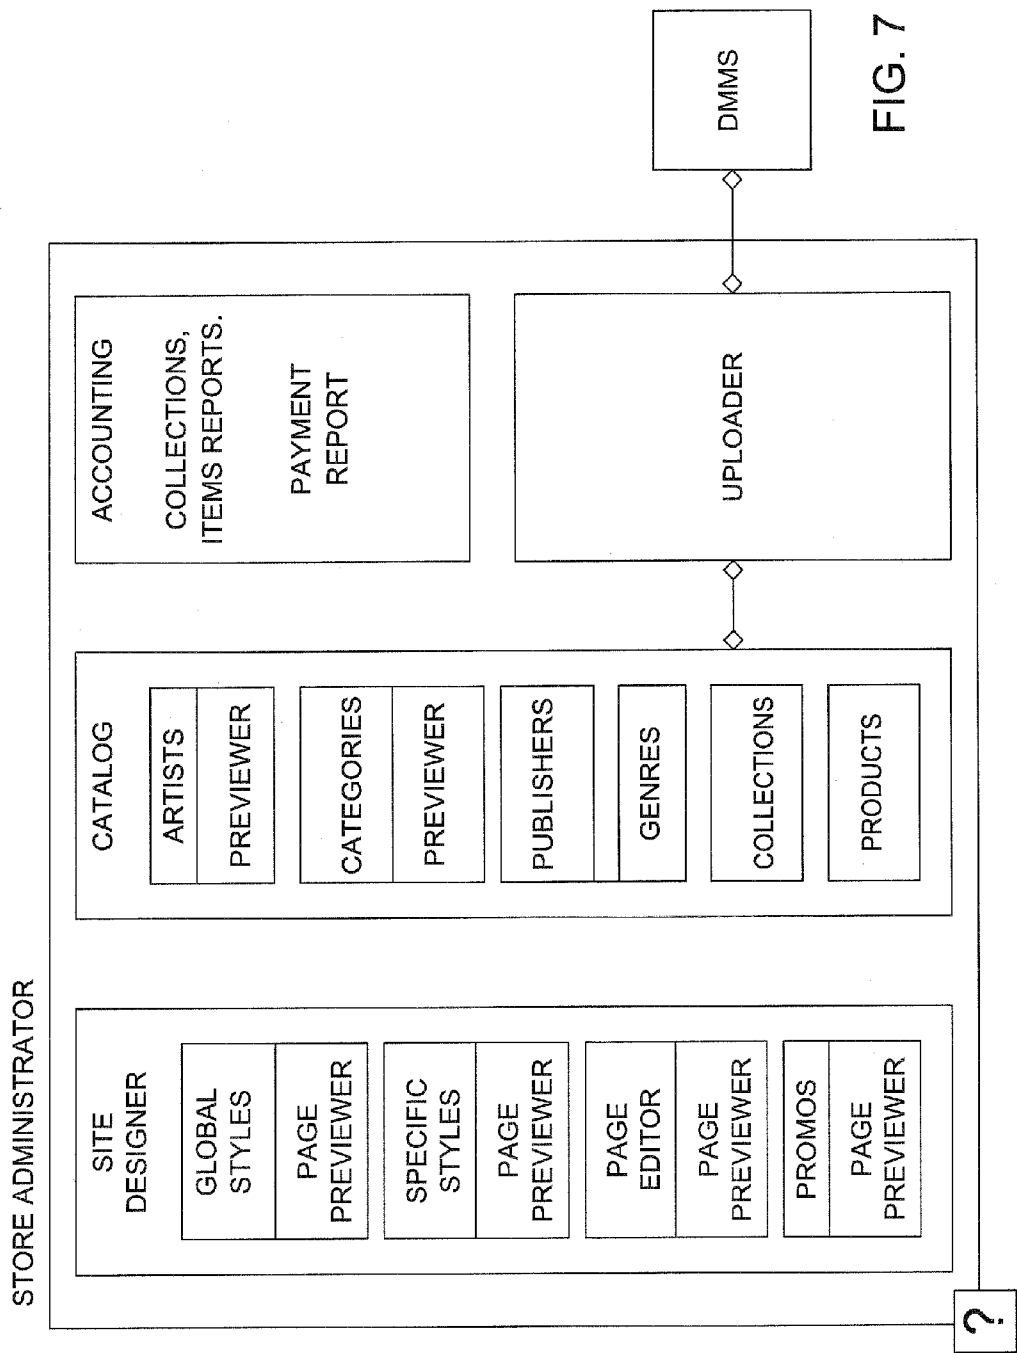 STORE ADMINISTRATOR
SITE
DESIGNER
GLOBAL
STYLES
PAGE
PREVIEWER
SPECIFIC
STYLES
PAGE
PREVIEWER
PAGE
EDITOR
PAGE
PREVIEWER
PROMOS
PAGE
PREVIEWER
CATALOG
ARTISTS
PREVIEWER
CATEGORIES
PREVIEWER
PUBLISHERS
GENRES
COLLECTIONS
PRODUCTS
ACCOUNTING
COLLECTIONS,
ITEMS REPORTS.
PAYMENT
REPORT
UPLOADER
DMMS
?
FIG. 7